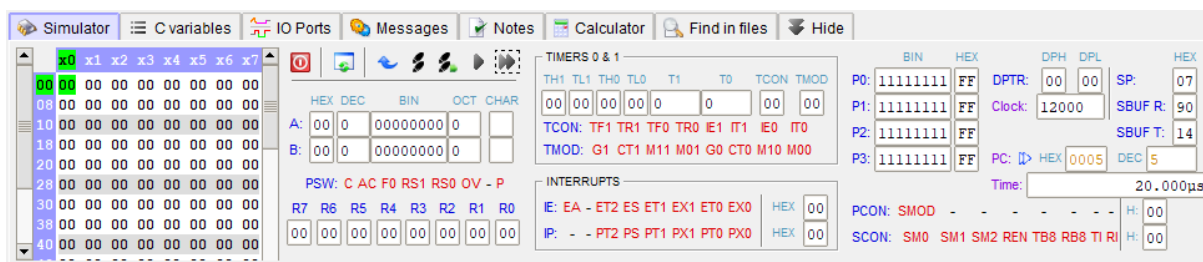 Simulator C variables IO Ports Messages Notes Calculator Find in files Hide
x0 x1 x2 x3 x4 x5 x6 x7
00 00 00 00 00 00 00 00 00
08 00 00 00 00 00 00 00 00
10 00 00 00 00 00 00 00 00
18 00 00 00 00 00 00 00 00
20 00 00 00 00 00 00 00 00
28 00 00 00 00 00 00 00 00
30 00 00 00 00 00 00 00 00
38 00 00 00 00 00 00 00 00
40 00 00 00 00 00 00 00 00
HEX DEC BIN OCT CHAR
A: 00 0 00000000 0
B: 00 0 00000000 0
PSW: C AC F0 RS1 RS0 OV - P
R7 R6 R5 R4 R3 R2 R1 R0
00 00 00 00 00 00 00 00
TIMERS 0 & 1
TH1 TL1 TH0 TL0 T1 T0 TCON TMOD
00 00 00 00 0 0 00 00
TCON: TF1 TR1 TF0 TR0 IE1 IT1 IE0 IT0
TMOD: G1 CT1 M11 M01 G0 CT0 M10 M00
INTERRUPTS
IE: EA - ET2 ES ET1 EX1 ET0 EX0 HEX 00
IP: - - PT2 PS PT1 PX1 PT0 PX0 HEX 00
BIN HEX
P0: 11111111 FF
P1: 11111111 FF
P2: 11111111 FF
P3: 11111111 FF
DPH DPL
DPTR: 00 00
Clock: 12000
HEX
SP: 07
SBUF R: 90
SBUF T: 14
PC: HEX 0005 DEC 5
Time: 20.000µs
PCON: SMOD - - - - - - - H: 00
SCON: SM0 SM1 SM2 REN TB8 RB8 TI RI H: 00